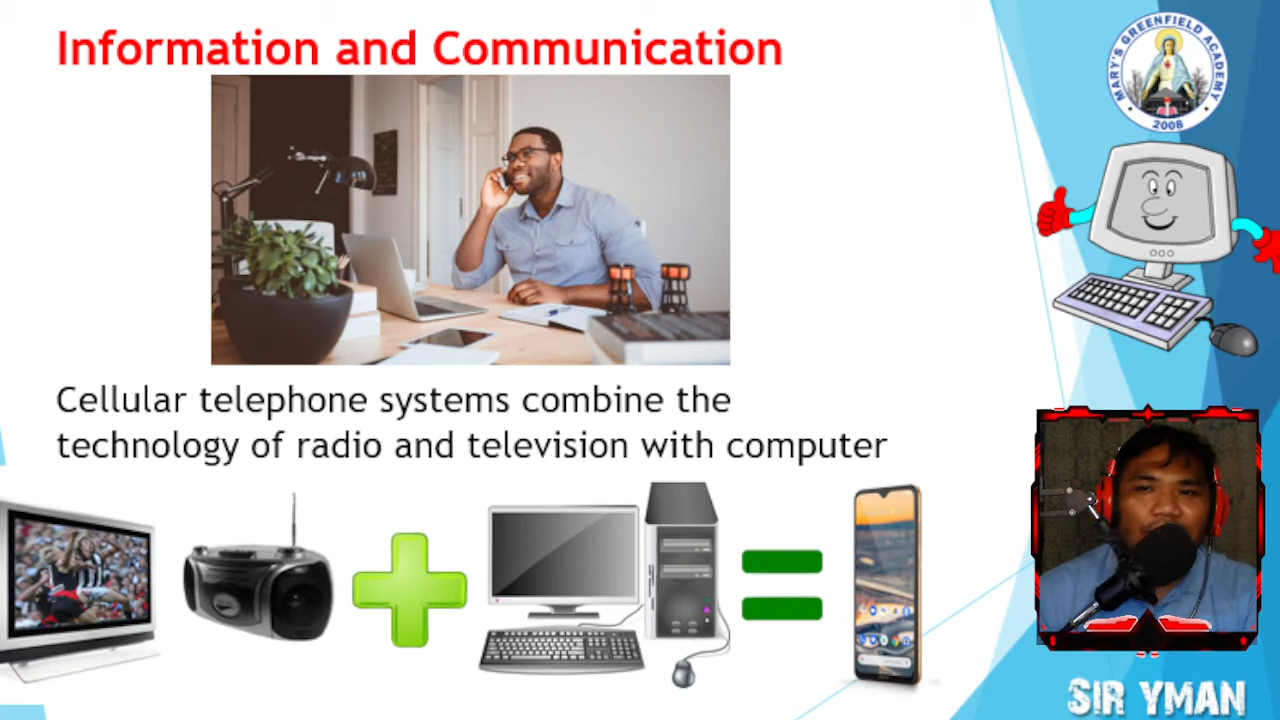 Information and Communication
MARY'S GREENFIELD ACADEMY
2008
Cellular telephone systems combine the
technology of radio and television with computer
SIR YMAN